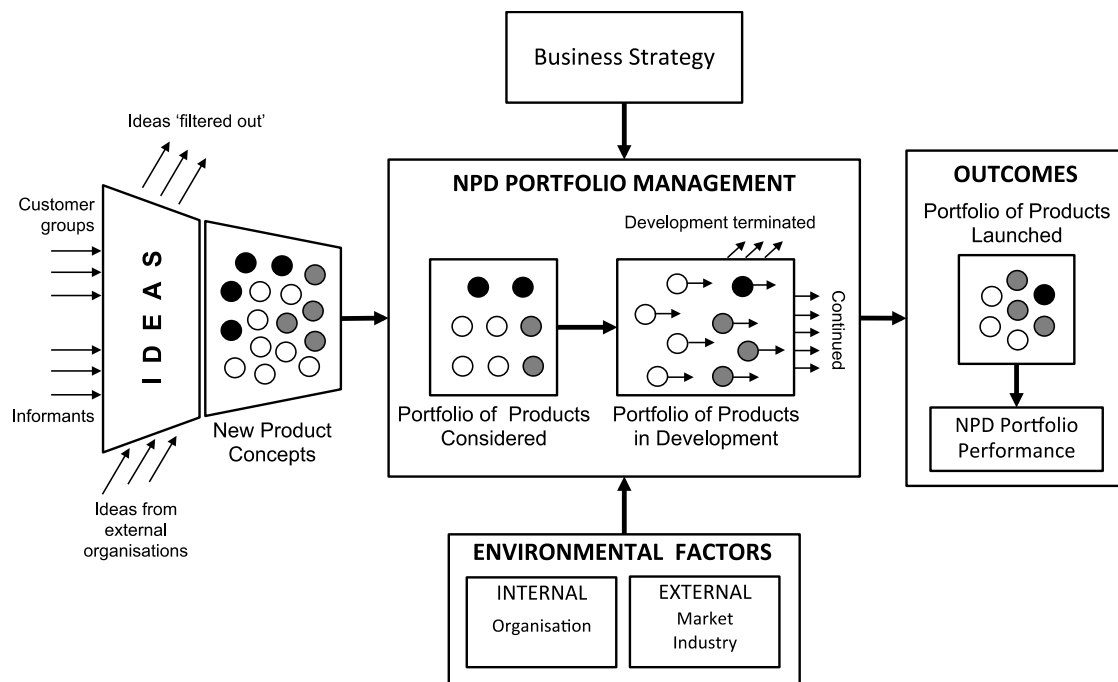 Business Strategy
Ideas ‘filtered out’
Customer
groups
Informants
IDEAS
Ideas from
external
organisations
New Product
Concepts
NPD PORTFOLIO MANAGEMENT
Development terminated
Continued
Portfolio of Products
Considered
Portfolio of Products
in Development
OUTCOMES
Portfolio of Products
Launched
NPD Portfolio
Performance
ENVIRONMENTAL FACTORS
INTERNAL
Organisation
EXTERNAL
Market
Industry